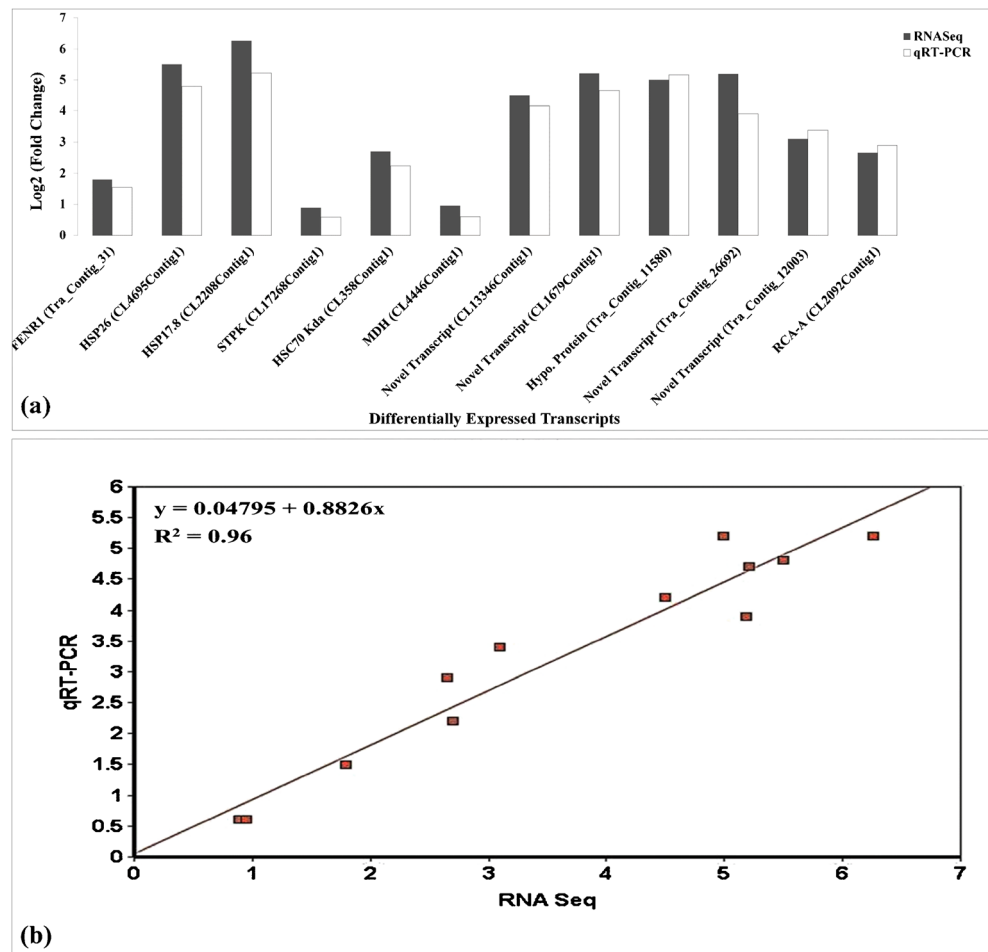 7
6
5
4
3
2
1
0
Log2 (Fold Change)
RNASeq
qRT-PCR
FENR1 (Tra_Contig_31)
HSP26 (CL4695Contig1)
HSP17.8 (CL2208Contig1)
STPK (CL17268Contig1)
HSC70 Kda (CL358Contig1)
MDH (CL4446Contig1)
Novel Transcript (CL13346Contig1)
Novel Transcript (CL1679Contig1)
Hypo. Protein (Tra_Contig_11580)
Novel Transcript (Tra_Contig_26692)
Novel Transcript (Tra_Contig_12003)
RCA-A (CL2092Contig1)
(a)
Differentially Expressed Transcripts
y = 0.04795 + 0.8826x
R² = 0.96
6
5.5
5
4.5
4
3.5
3
2.5
2
1.5
1
0.5
0
qRT-PCR
0 1 2 3 4 5 6 7
RNA Seq
(b)